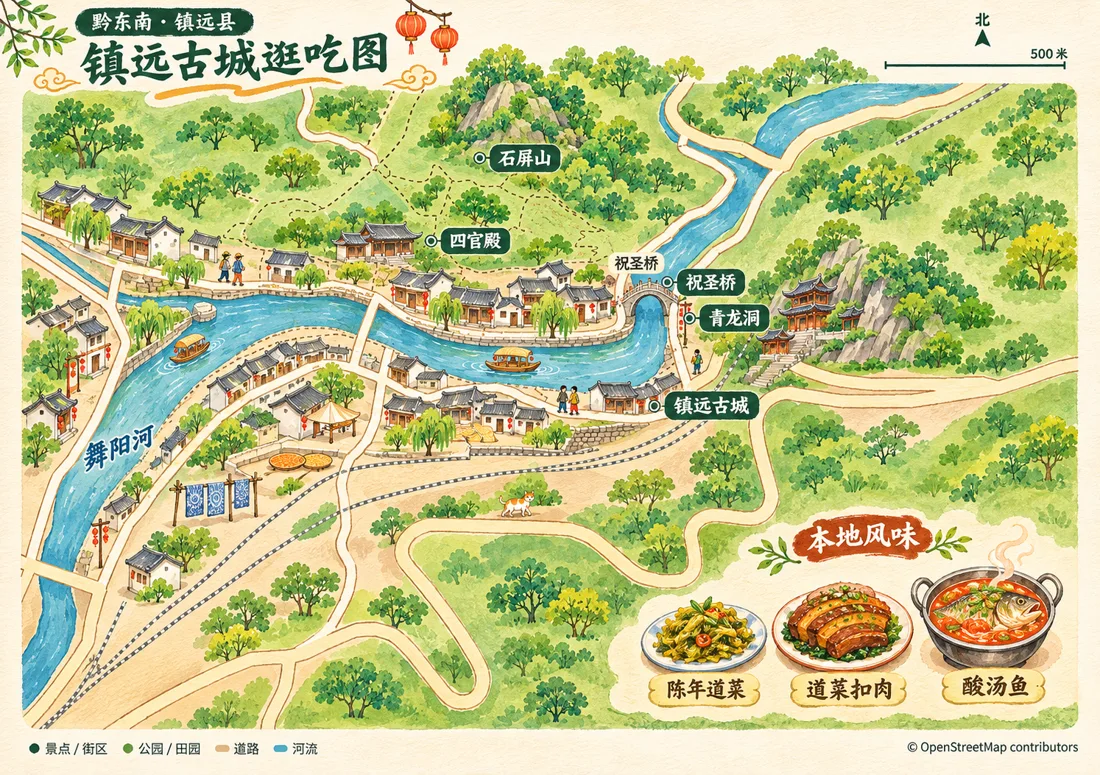 黔东南·镇远县
镇远古城逛吃图
北
500 米
石屏山
四官殿
祝圣桥
祝圣桥
青龙洞
镇远古城
舞阳河
本地风味
陈年道菜
道菜扣肉
酸汤鱼
景点 / 街区
公园 / 田园
道路
河流
© OpenStreetMap contributors